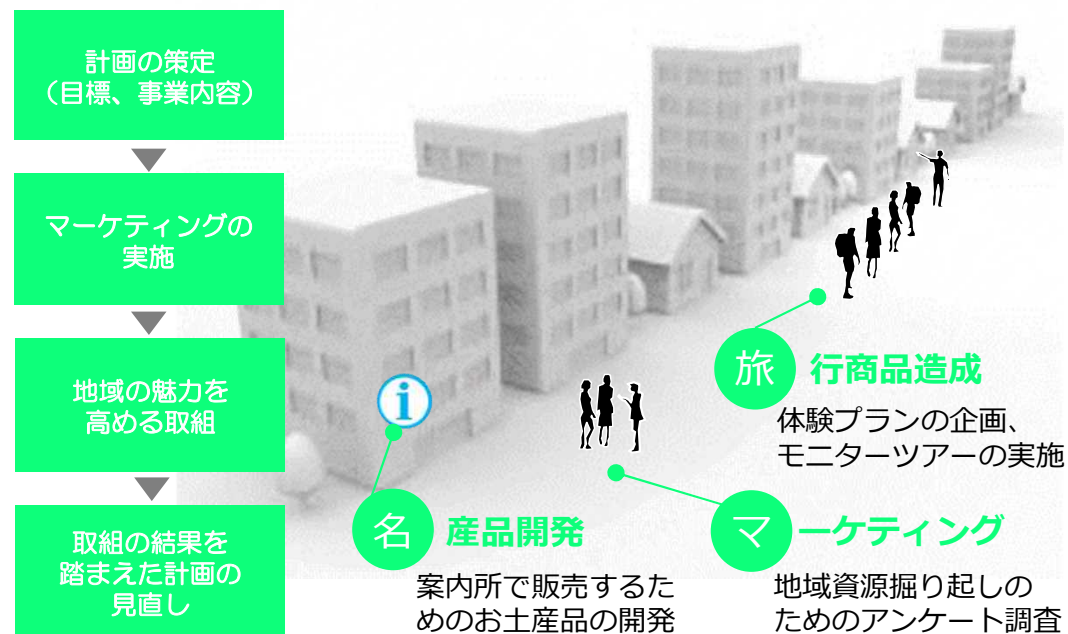 計画の策定
（目標、事業内容）
マーケティングの
実施
地域の魅力を
高める取組
取組の結果を
踏まえた計画の
見直し
i
旅行商品造成
体験プランの企画、
モニターツアーの実施
名産品開発
案内所で販売するた
めのお土産品の開発
マーケティング
地域資源掘り起しの
ためのアンケート調査